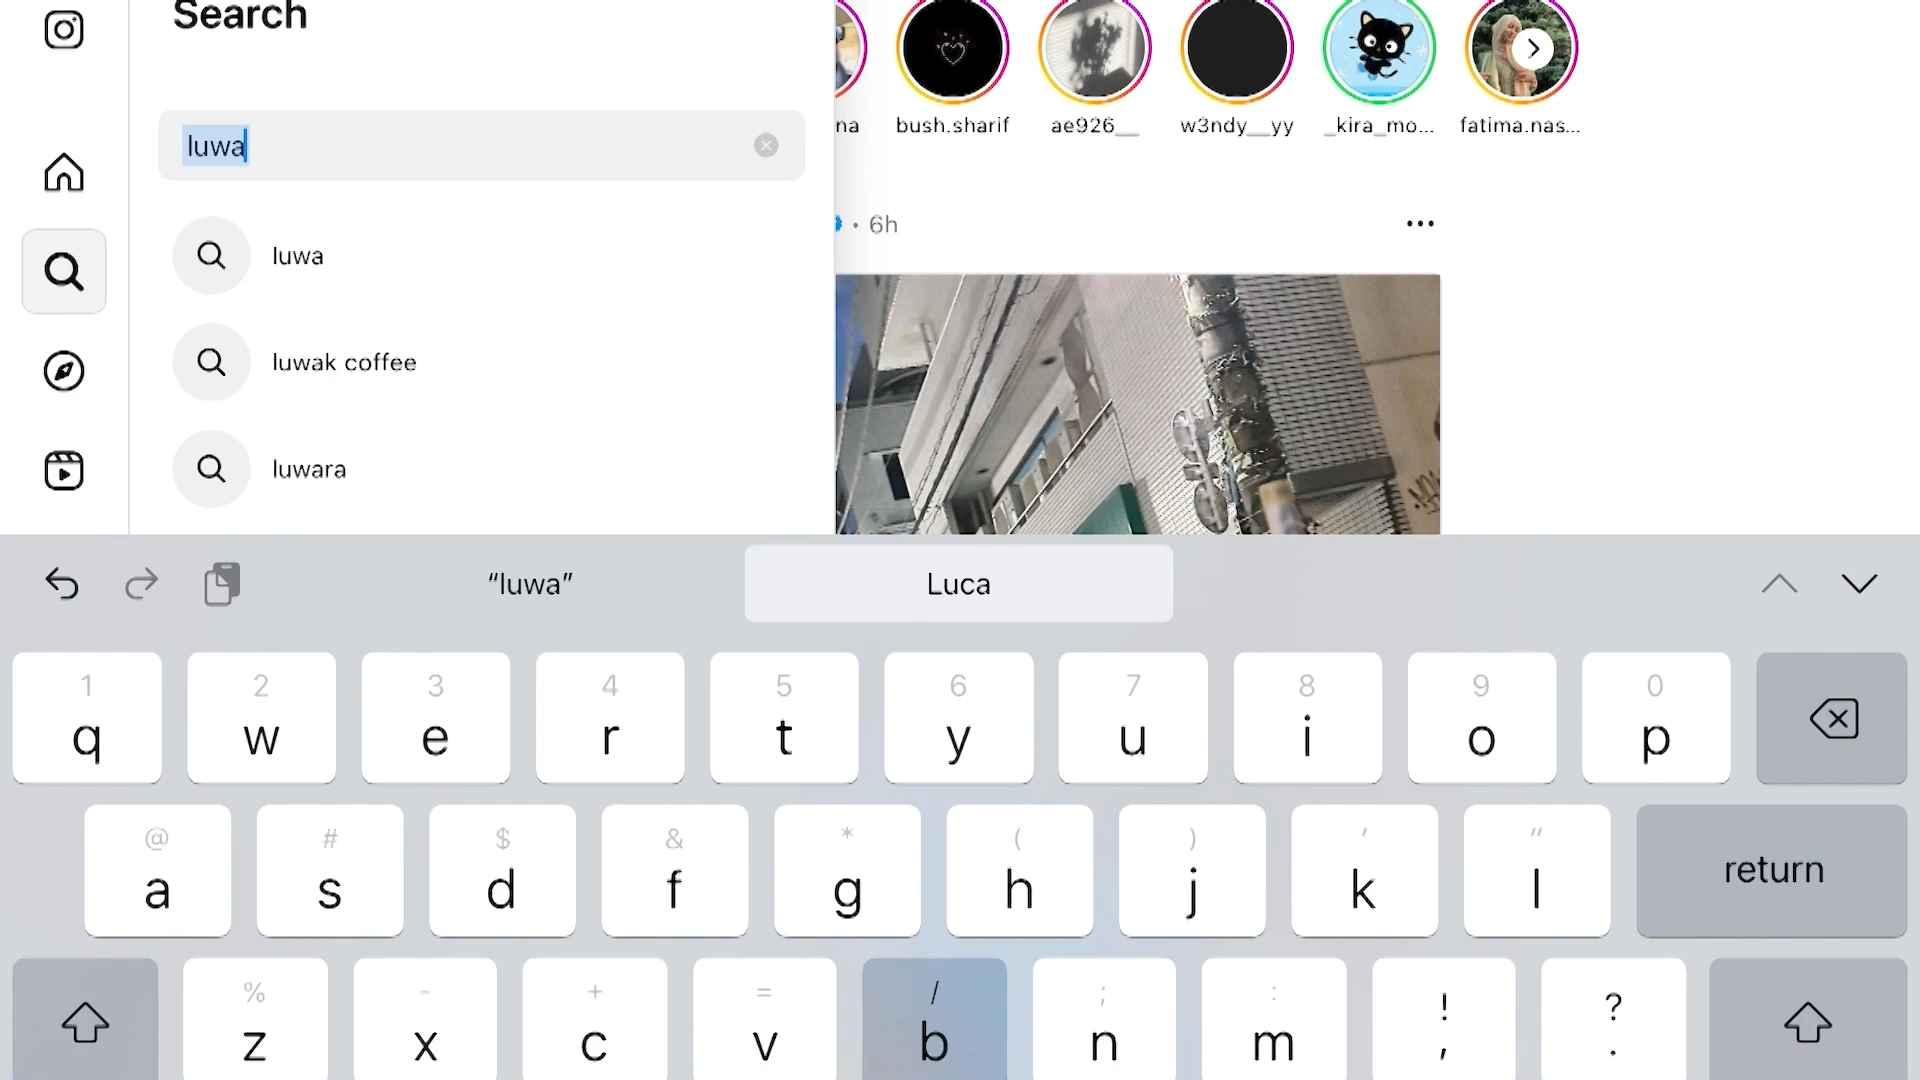 Search
luwa
luwa
luwak coffee
luwara
na
bush.sharif
ae926__
w3ndy__yy
_kira_mo...
fatima.nas...
• 6h
“luwa”
Luca
1 2 3 4 5 6 7 8 9 0
q w e r t y u i o p
@ # $ & * ( ) ' "
a s d f g h j k l return
% - + = / ; : ! ?
z x c v b n m , .